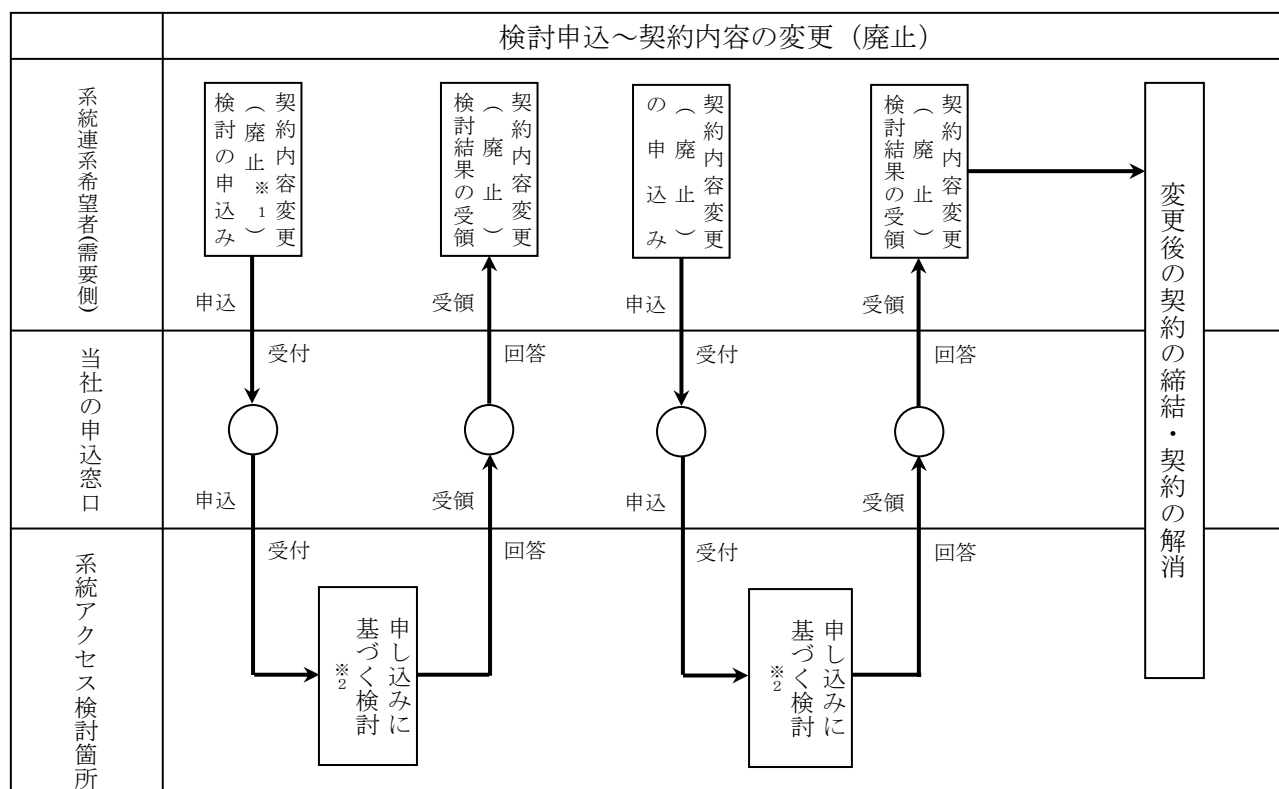 検討申込～契約内容の変更（廃止）
系統連系希望者(需要側)
契約内容変更
（廃止※1）
検討の申込み
契約内容変更
（廃止）
検討結果の受領
契約内容変更
（廃止）
の申込み
契約内容変更
（廃止）
検討結果の受領
変更後の契約の締結・契約の解消
申込
受領
申込
受領
当社の申込窓口
受付
回答
受付
回答
申込
受領
申込
受領
系統アクセス検討箇所
受付
回答
受付
回答
申し込みに
基づく検討
※2
申し込みに
基づく検討
※2